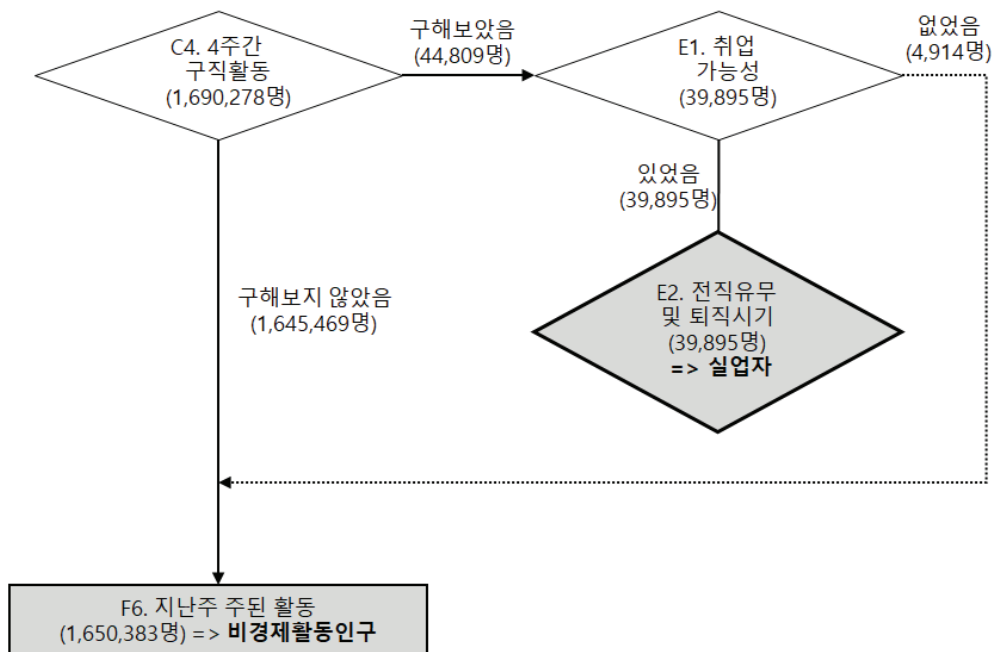 C4. 4주간
구직활동
(1,690,278명)
구해보았음
(44,809명)
E1. 취업
가능성
(39,895명)
없었음
(4,914명)
있었음
(39,895명)
E2. 전직유무
및 퇴직시기
(39,895명)
=> 실업자
구해보지 않았음
(1,645,469명)
F6. 지난주 주된 활동
(1,650,383명) => 비경제활동인구